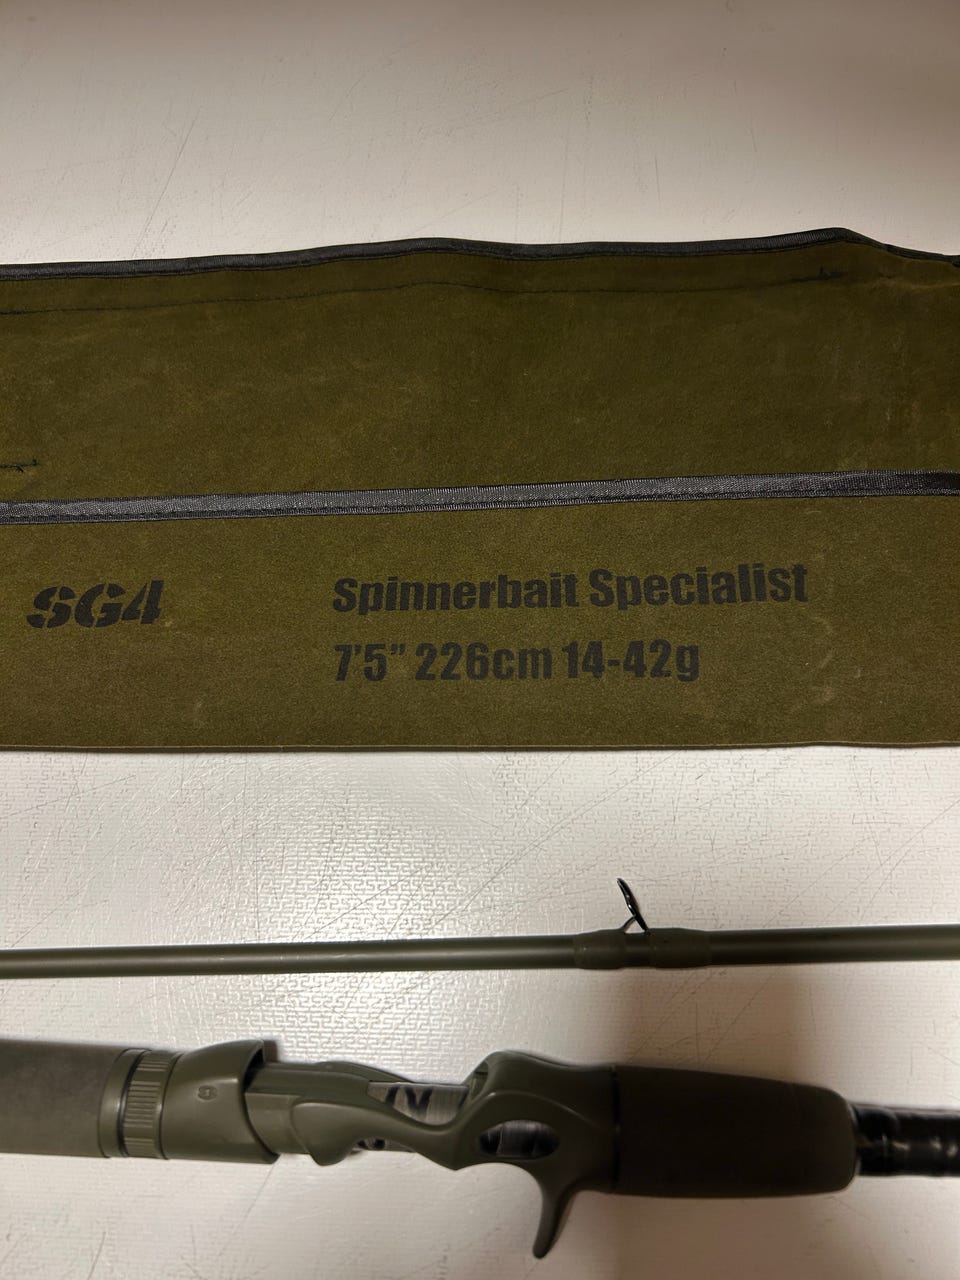 SG4
Spinnerbait Specialist
7'5” 226cm 14-42g